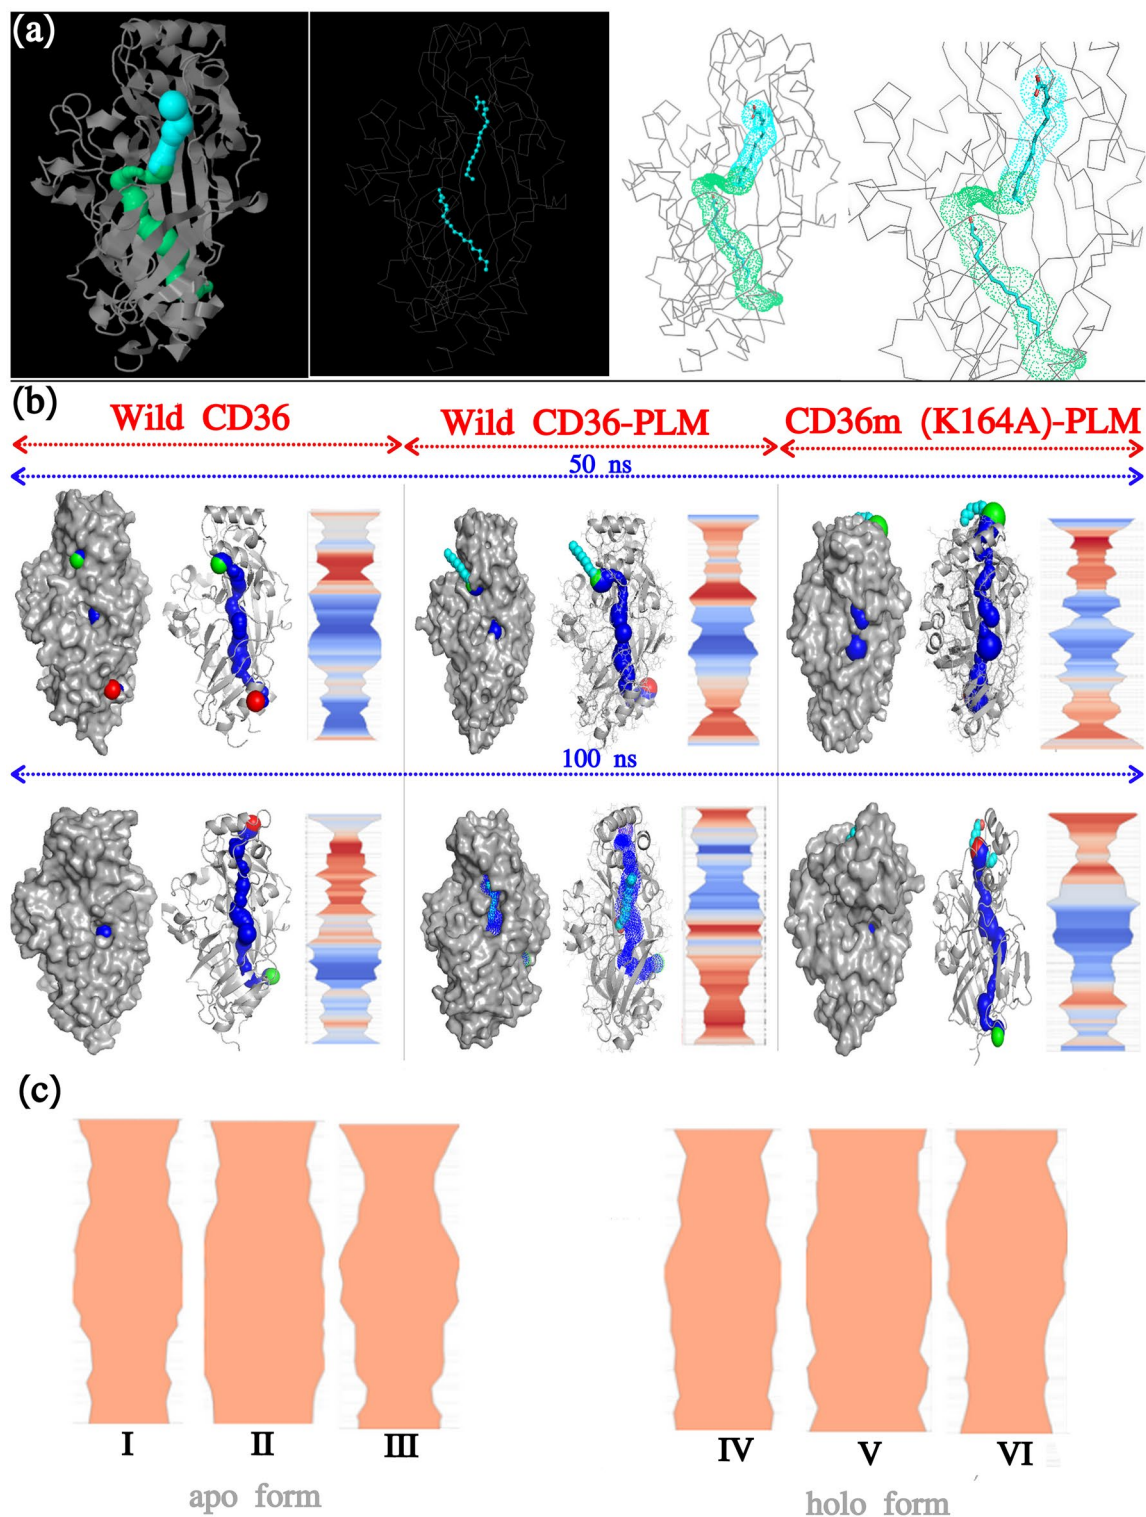 (a)
(b)
Wild CD36
Wild CD36-PLM
CD36m (K164A)-PLM
50 ns
100 ns
(c)
I
II
III
IV
V
VI
apo form
holo form